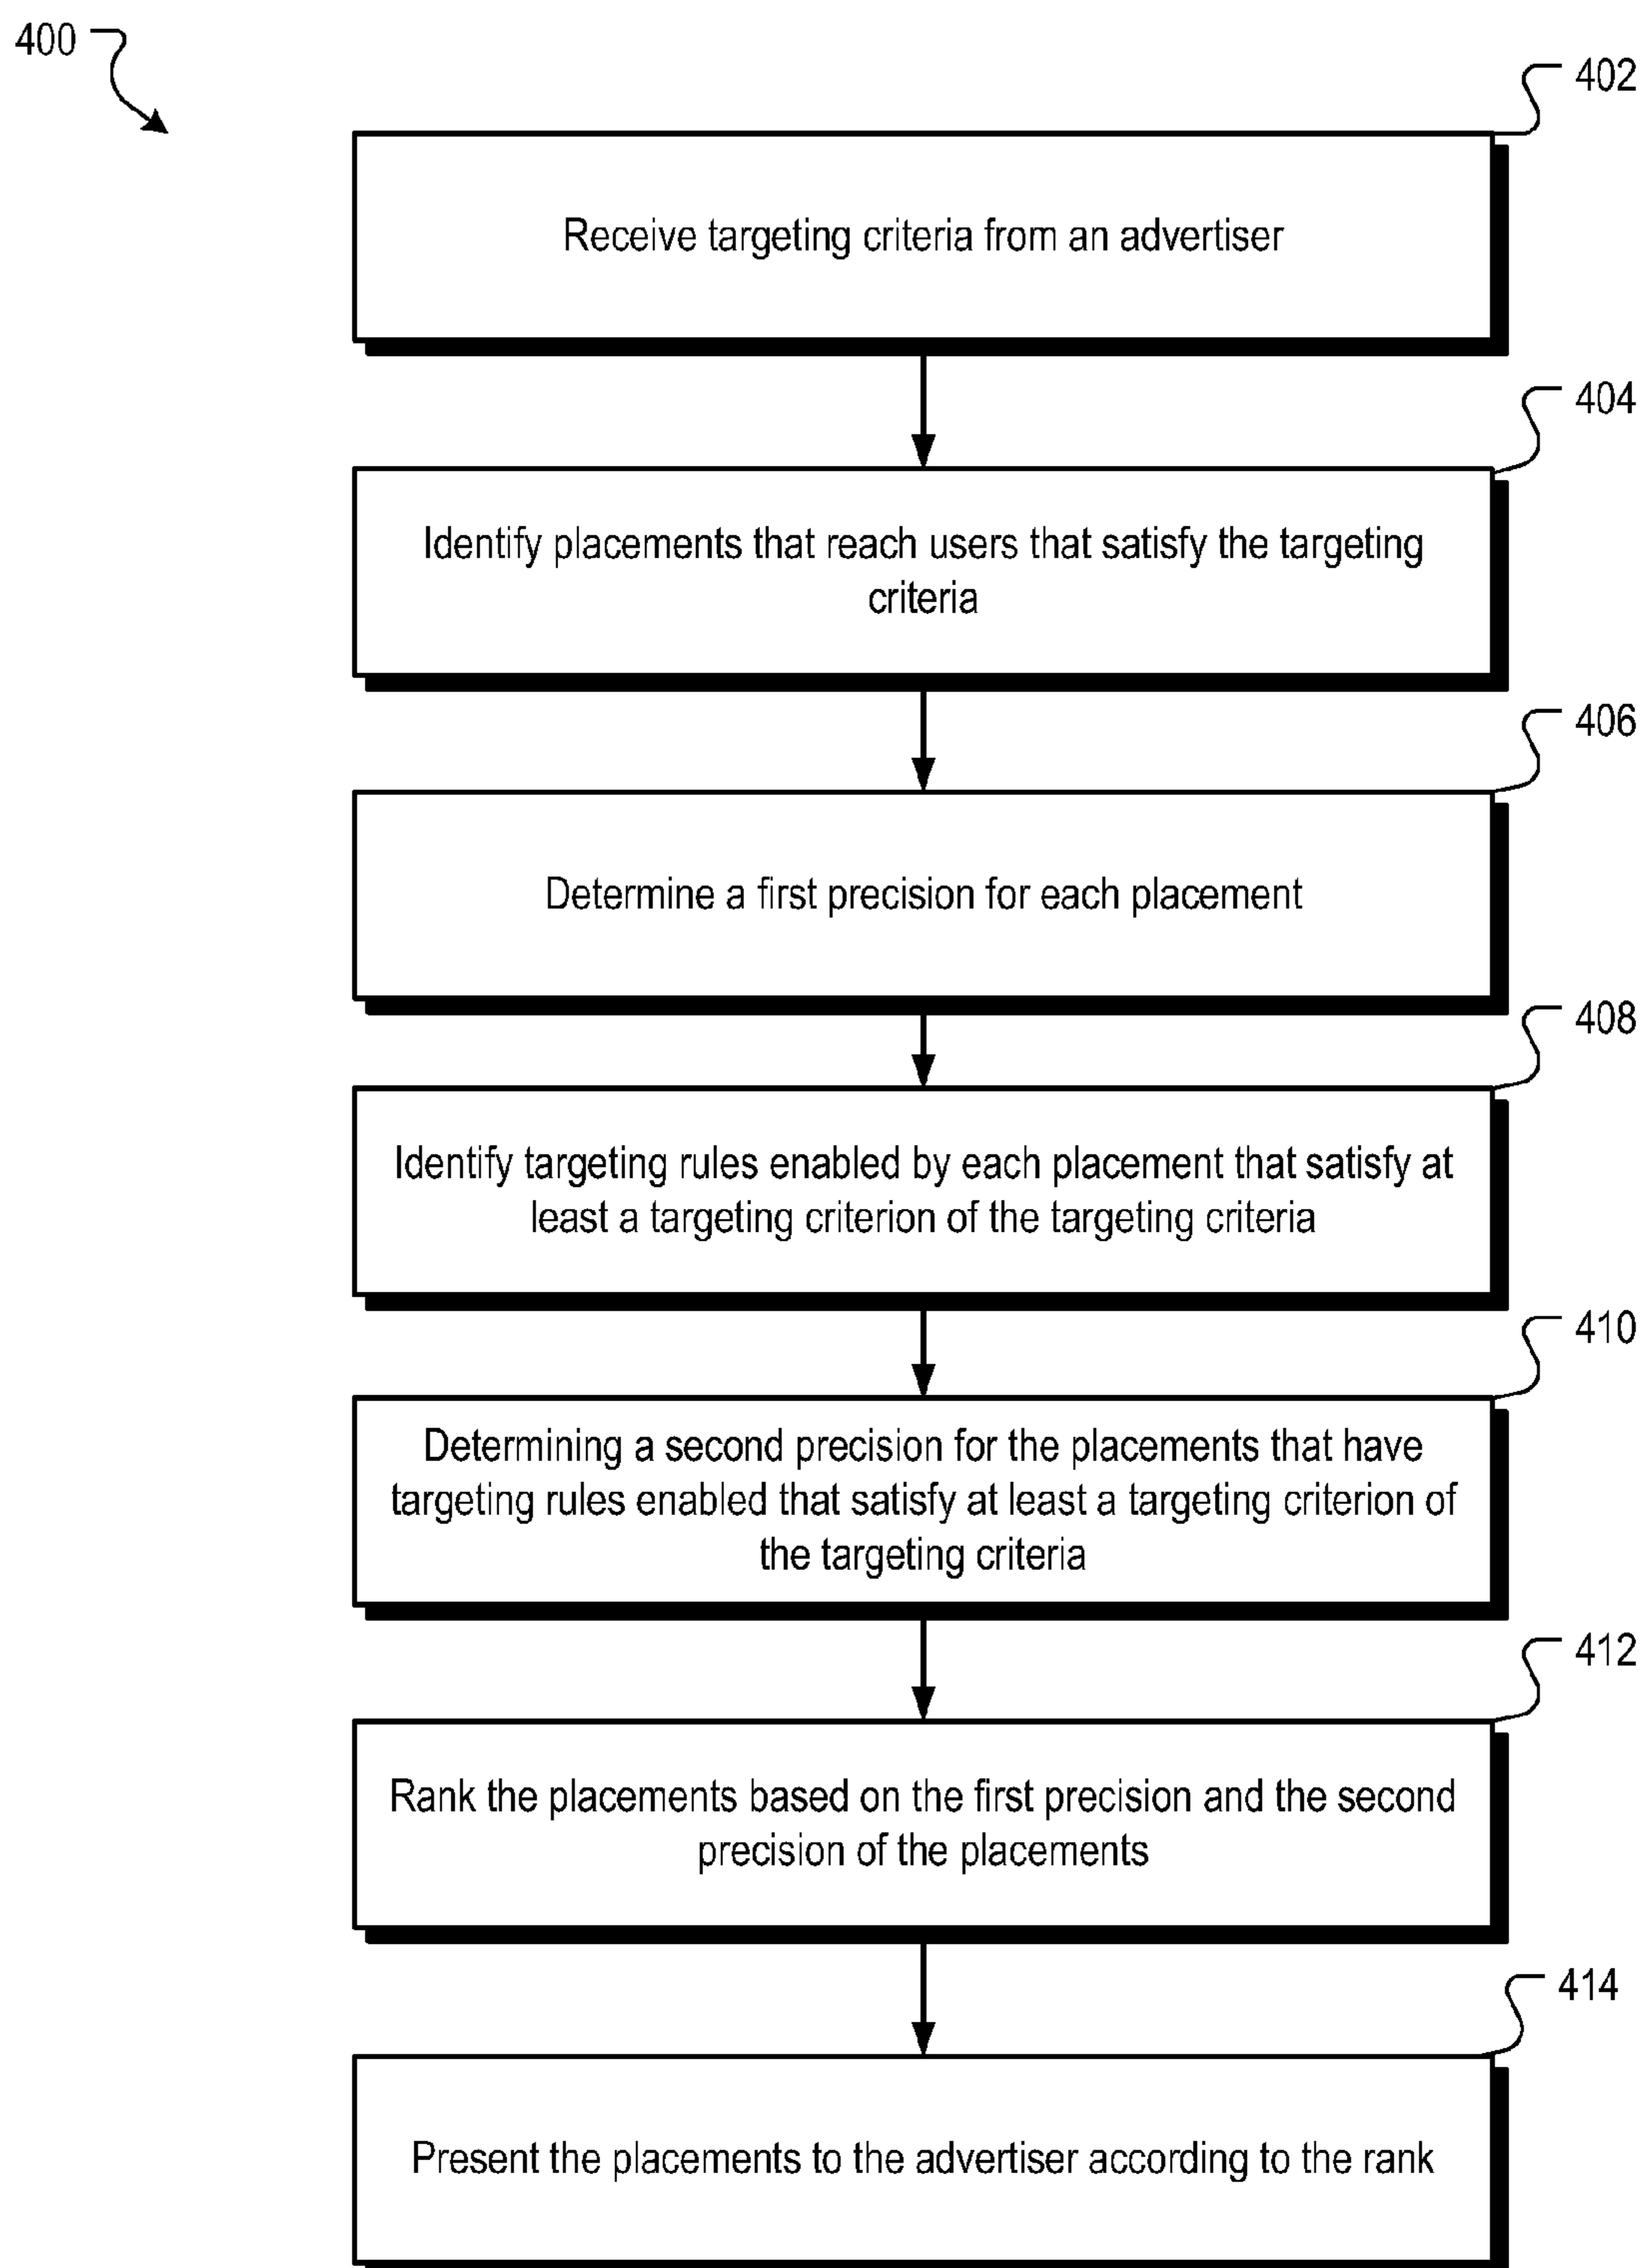 400
402
Receive targeting criteria from an advertiser
404
Identify placements that reach users that satisfy the targeting
criteria
406
Determine a first precision for each placement
408
Identify targeting rules enabled by each placement that satisfy at
least a targeting criterion of the targeting criteria
410
Determining a second precision for the placements that have
targeting rules enabled that satisfy at least a targeting criterion of
the targeting criteria
412
Rank the placements based on the first precision and the second
precision of the placements
414
Present the placements to the advertiser according to the rank